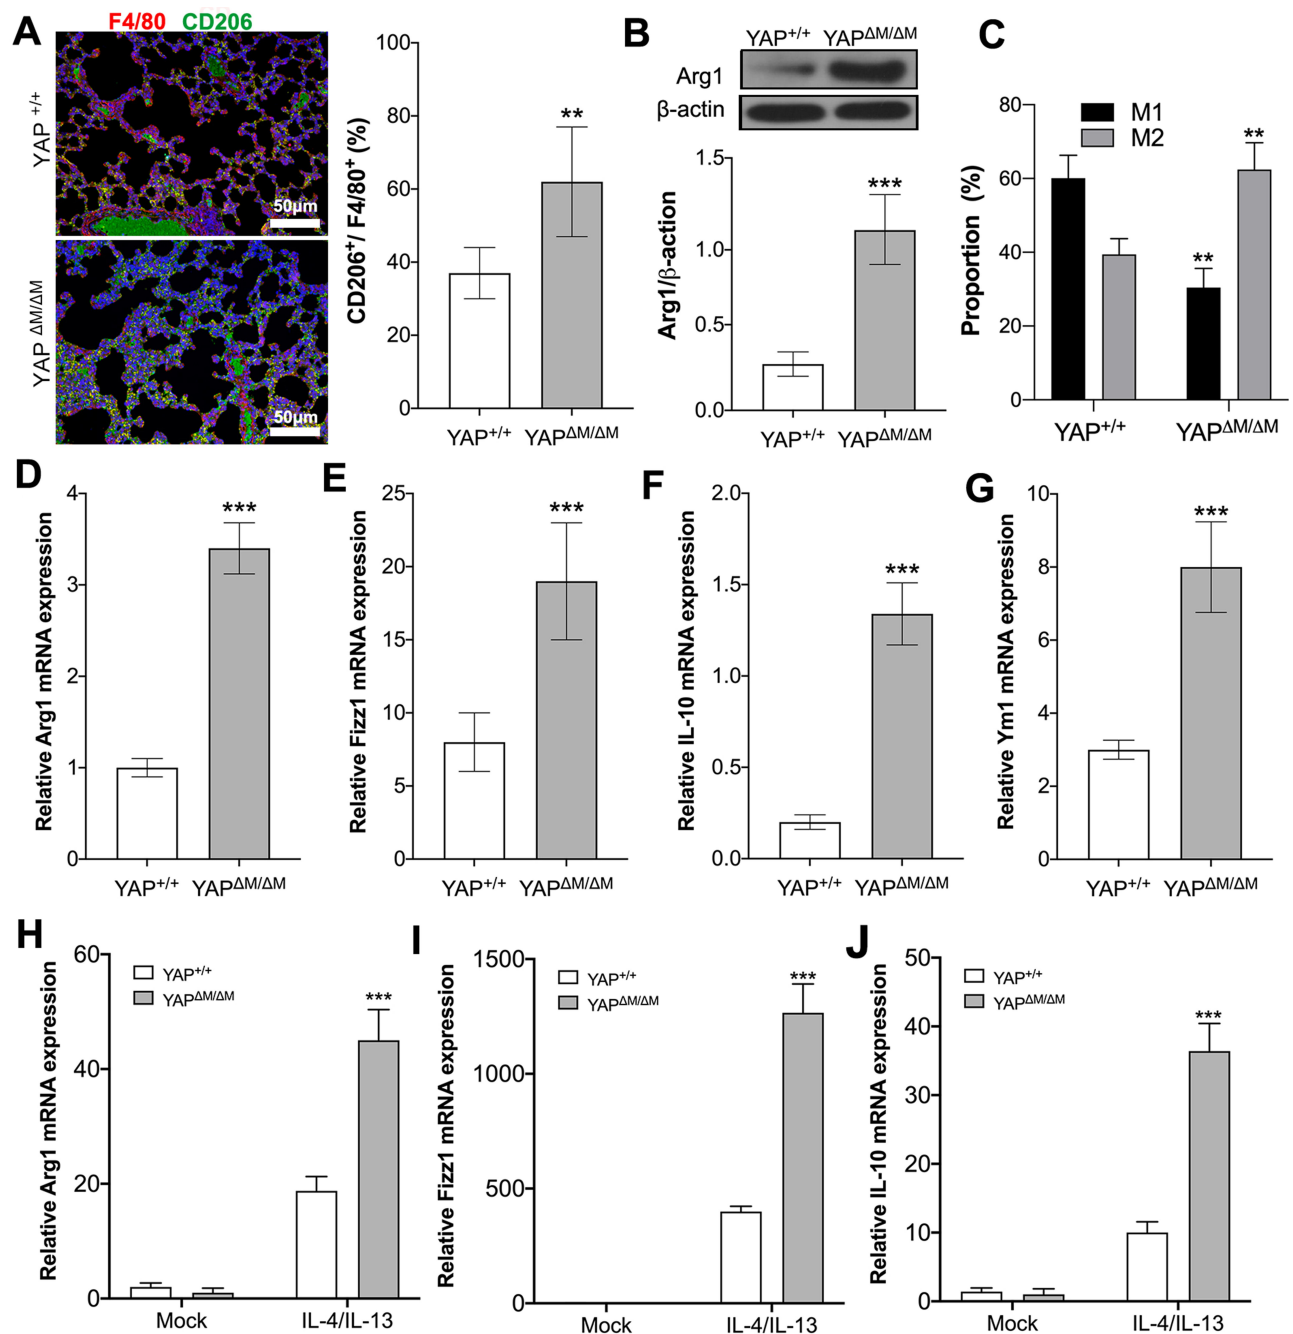 A
F4/80 CD206
YAP +/+
50μm
YAP ΔM/ΔM
50μm
CD206+/ F4/80+ (%)
100
80
60
40
20
0
**
YAP+/+ YAPΔM/ΔM
B
YAP+/+ YAPΔM/ΔM
Arg1
β-actin
Arg1/β-action
1.5
1.0
0.5
0.0
***
YAP+/+ YAPΔM/ΔM
C
Proportion (%)
80
60
40
20
0
M1
M2
**
**
YAP+/+ YAPΔM/ΔM
D
Relative Arg1 mRNA expression
4
3
2
1
0
***
YAP+/+ YAPΔM/ΔM
E
Relative Fizz1 mRNA expression
25
20
15
10
5
0
***
YAP+/+ YAPΔM/ΔM
F
Relative IL-10 mRNA expression
2.0
1.5
1.0
0.5
0.0
***
YAP+/+ YAPΔM/ΔM
G
Relative Ym1 mRNA expression
10
8
6
4
2
0
***
YAP+/+ YAPΔM/ΔM
H
Relative Arg1 mRNA expression
60
40
20
0
YAP+/+
YAPΔM/ΔM
***
Mock IL-4/IL-13
I
Relative Fizz1 mRNA expression
1500
1000
500
0
YAP+/+
YAPΔM/ΔM
***
Mock IL-4/IL-13
J
Relative IL-10 mRNA expression
50
40
30
20
10
0
YAP+/+
YAPΔM/ΔM
***
Mock IL-4/IL-13